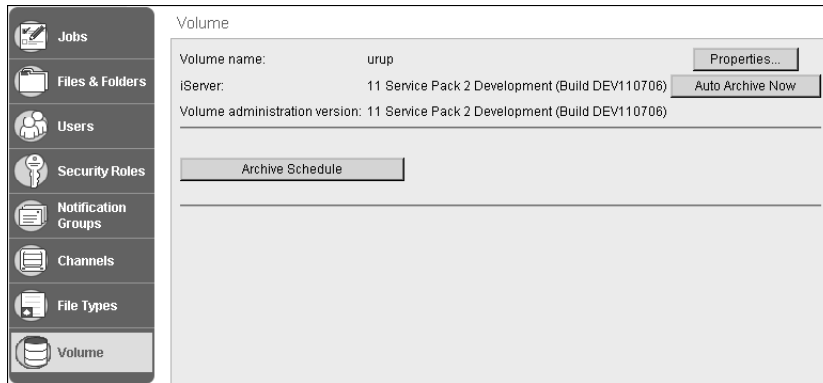 Jobs
Files & Folders
Users
Security Roles
Notification
Groups
Channels
File Types
Volume
Volume
Volume name: urup Properties...
iServer: 11 Service Pack 2 Development (Build DEV110706) Auto Archive Now
Volume administration version: 11 Service Pack 2 Development (Build DEV110706)
Archive Schedule